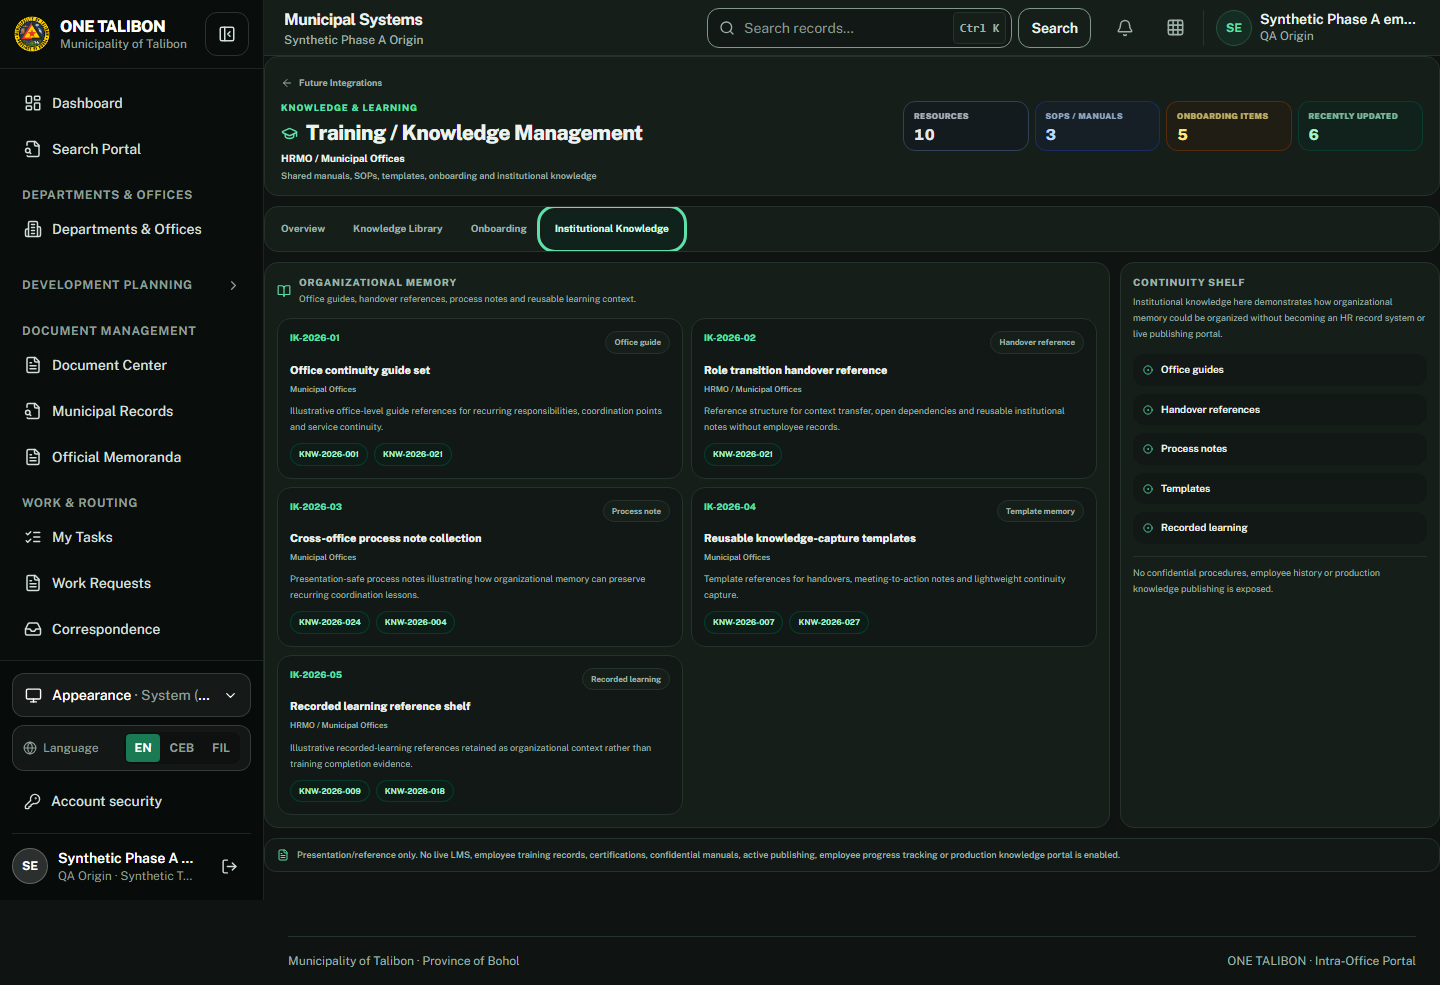 ONE TALIBON
Municipality of Talibon
Dashboard
Search Portal
DEPARTMENTS & OFFICES
Departments & Offices
DEVELOPMENT PLANNING
DOCUMENT MANAGEMENT
Document Center
Municipal Records
Official Memoranda
WORK & ROUTING
My Tasks
Work Requests
Correspondence
Appearance · System (...
Language
EN CEB FIL
Account security
SE
Synthetic Phase A ...
QA Origin · Synthetic T...
Municipal Systems
Synthetic Phase A Origin
Search records... Ctrl K
Search
SE
Synthetic Phase A em...
QA Origin
Future Integrations
KNOWLEDGE & LEARNING
Training / Knowledge Management
HRMO / Municipal Offices
Shared manuals, SOPs, templates, onboarding and institutional knowledge
RESOURCES
10
SOPS / MANUALS
3
ONBOARDING ITEMS
5
RECENTLY UPDATED
6
Overview Knowledge Library Onboarding Institutional Knowledge
ORGANIZATIONAL MEMORY
Office guides, handover references, process notes and reusable learning context.
IK-2026-01
Office guide
Office continuity guide set
Municipal Offices
Illustrative office-level guide references for recurring responsibilities, coordination points
and service continuity.
KNW-2026-001 KNW-2026-021
IK-2026-02
Handover reference
Role transition handover reference
HRMO / Municipal Offices
Reference structure for context transfer, open dependencies and reusable institutional
notes without employee records.
KNW-2026-021
IK-2026-03
Process note
Cross-office process note collection
Municipal Offices
Presentation-safe process notes illustrating how organizational memory can preserve
recurring coordination lessons.
KNW-2026-024 KNW-2026-004
IK-2026-04
Template memory
Reusable knowledge-capture templates
Municipal Offices
Template references for handovers, meeting-to-action notes and lightweight continuity
capture.
KNW-2026-007 KNW-2026-027
IK-2026-05
Recorded learning
Recorded learning reference shelf
HRMO / Municipal Offices
Illustrative recorded-learning references retained as organizational context rather than
training completion evidence.
KNW-2026-009 KNW-2026-018
CONTINUITY SHELF
Institutional knowledge here demonstrates how organizational
memory could be organized without becoming an HR record system or
live publishing portal.
Office guides
Handover references
Process notes
Templates
Recorded learning
No confidential procedures, employee history or production
knowledge publishing is exposed.
Presentation/reference only. No live LMS, employee training records, certifications, confidential manuals, active publishing, employee progress tracking or production knowledge portal is enabled.
Municipality of Talibon · Province of Bohol
ONE TALIBON · Intra-Office Portal